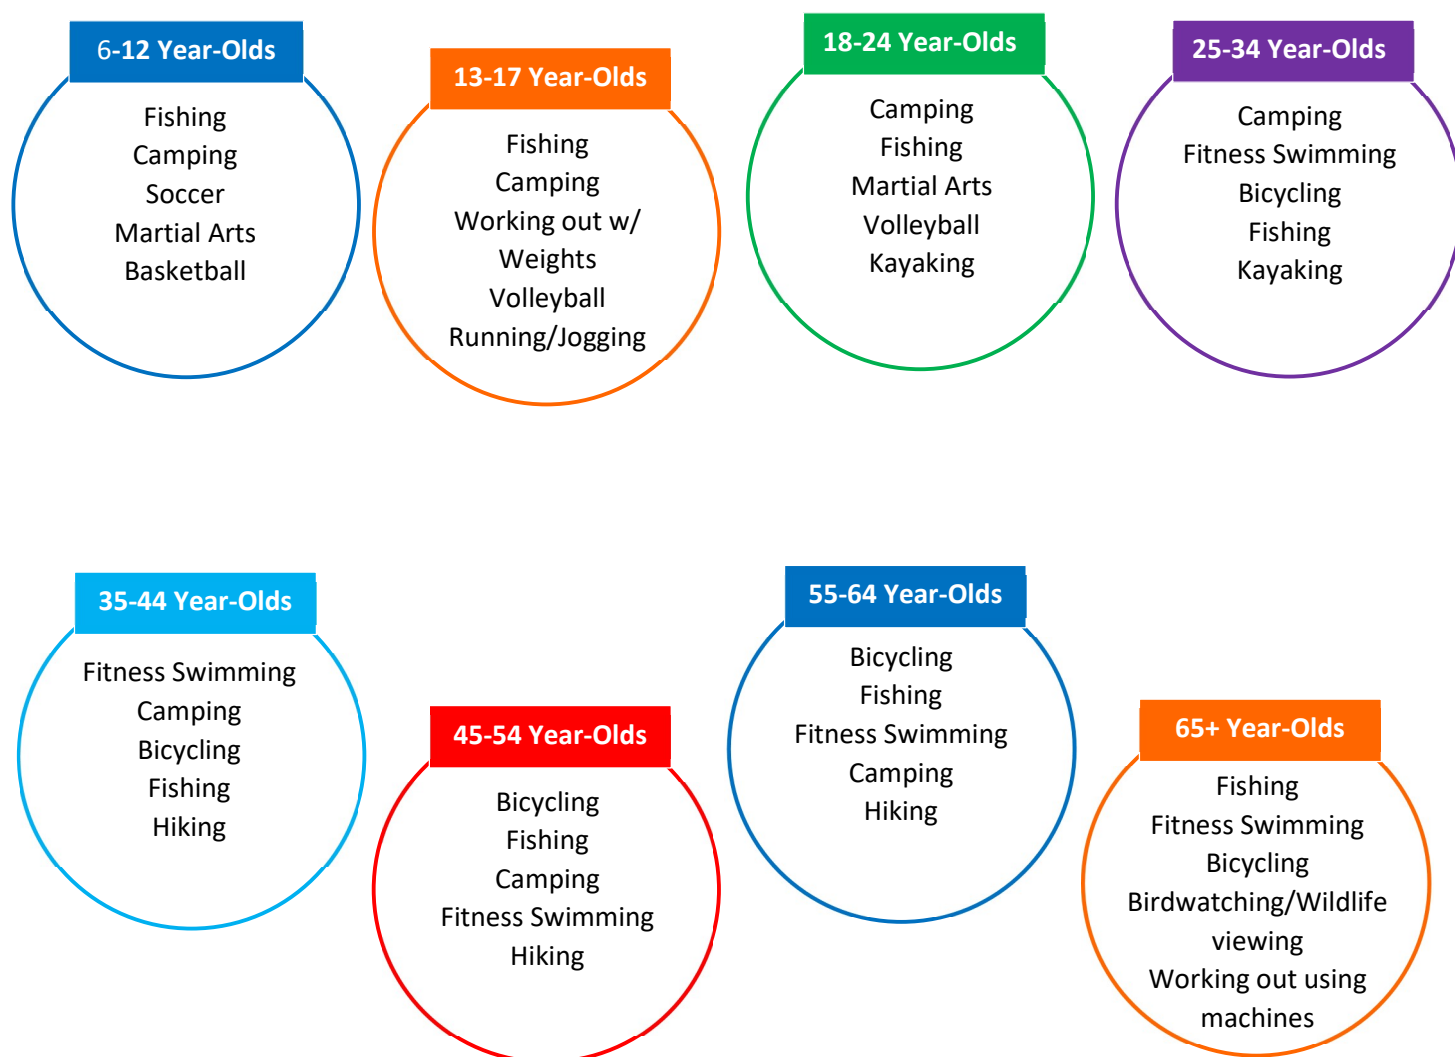 6-12 Year-Olds
Fishing
Camping
Soccer
Martial Arts
Basketball
13-17 Year-Olds
Fishing
Camping
Working out w/
Weights
Volleyball
Running/Jogging
18-24 Year-Olds
Camping
Fishing
Martial Arts
Volleyball
Kayaking
25-34 Year-Olds
Camping
Fitness Swimming
Bicycling
Fishing
Kayaking
35-44 Year-Olds
Fitness Swimming
Camping
Bicycling
Fishing
Hiking
45-54 Year-Olds
Bicycling
Fishing
Camping
Fitness Swimming
Hiking
55-64 Year-Olds
Bicycling
Fishing
Fitness Swimming
Camping
Hiking
65+ Year-Olds
Fishing
Fitness Swimming
Bicycling
Birdwatching/Wildlife
viewing
Working out using
machines